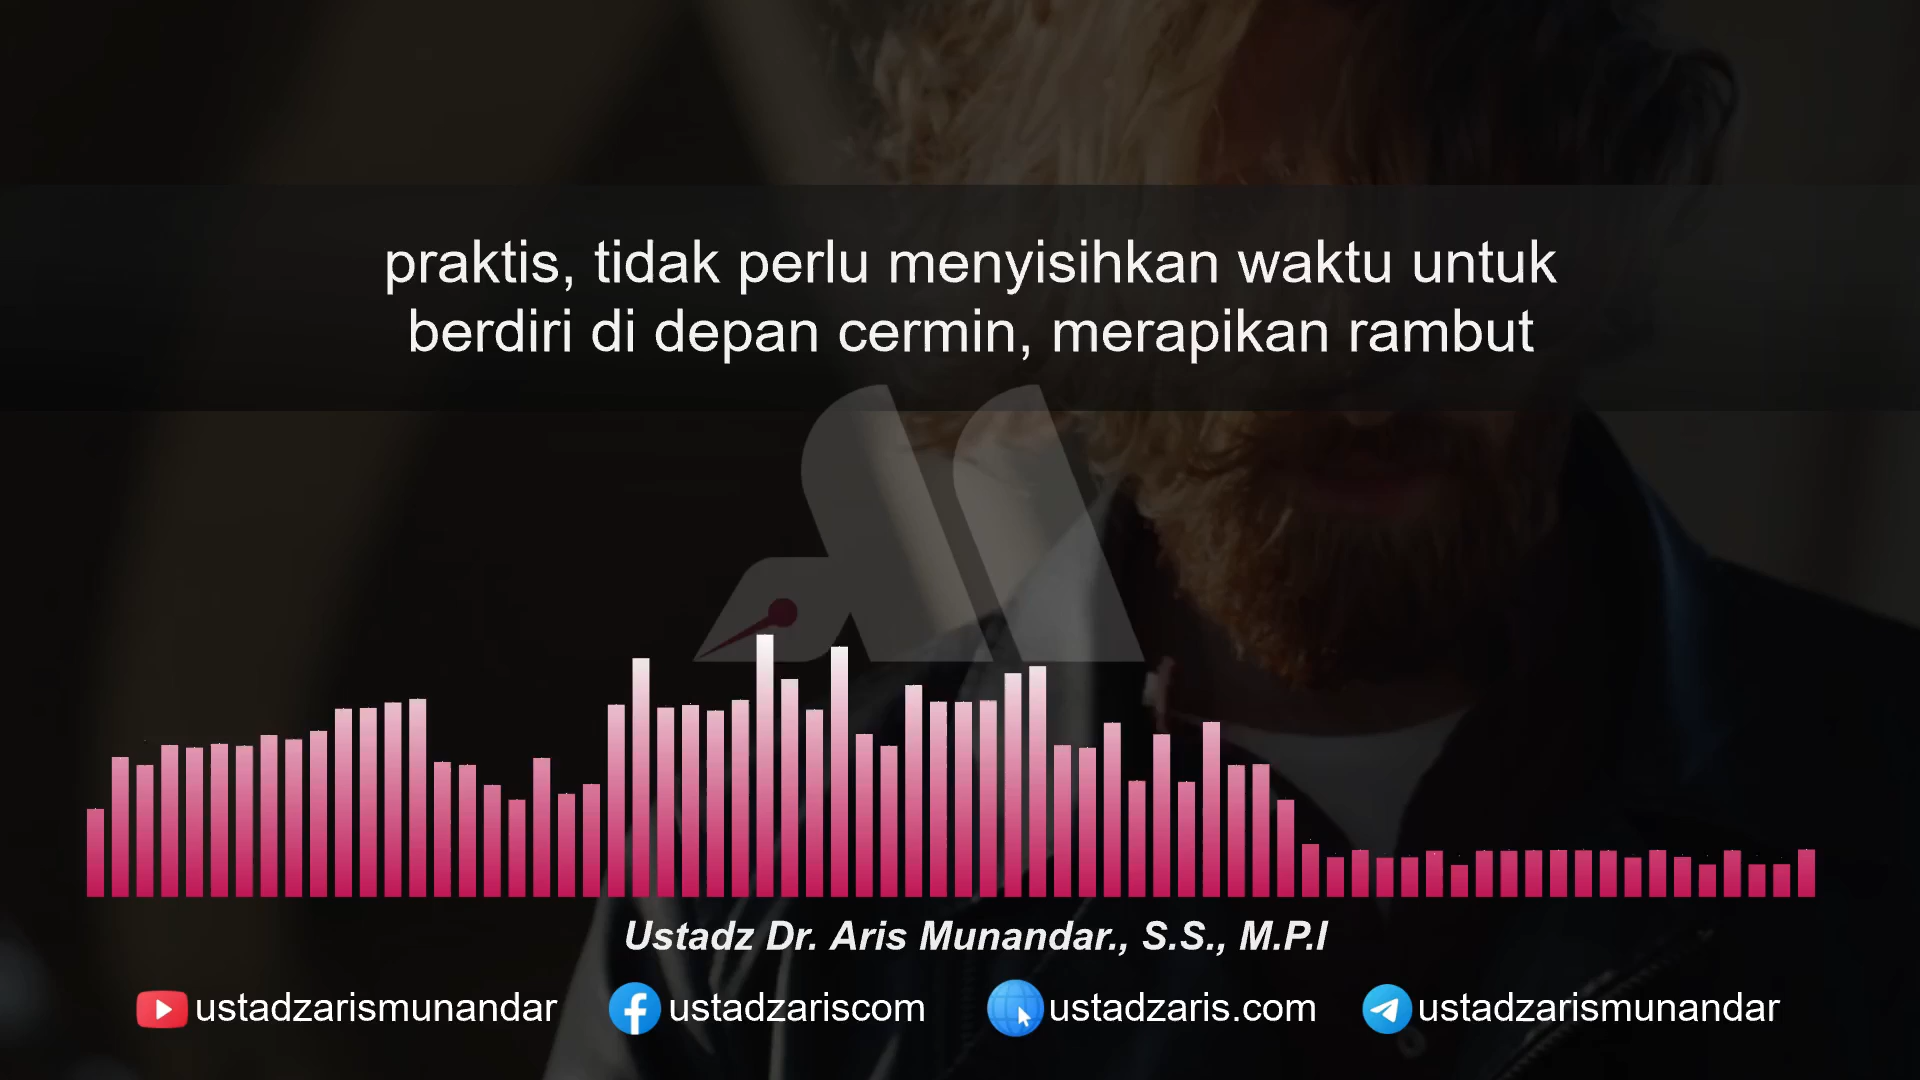 praktis, tidak perlu menyisihkan waktu untuk
berdiri di depan cermin, merapikan rambut
Ustadz Dr. Aris Munandar., S.S., M.P.I
ustadzarismunandar ustadzariscom ustadzaris.com ustadzarismunandar